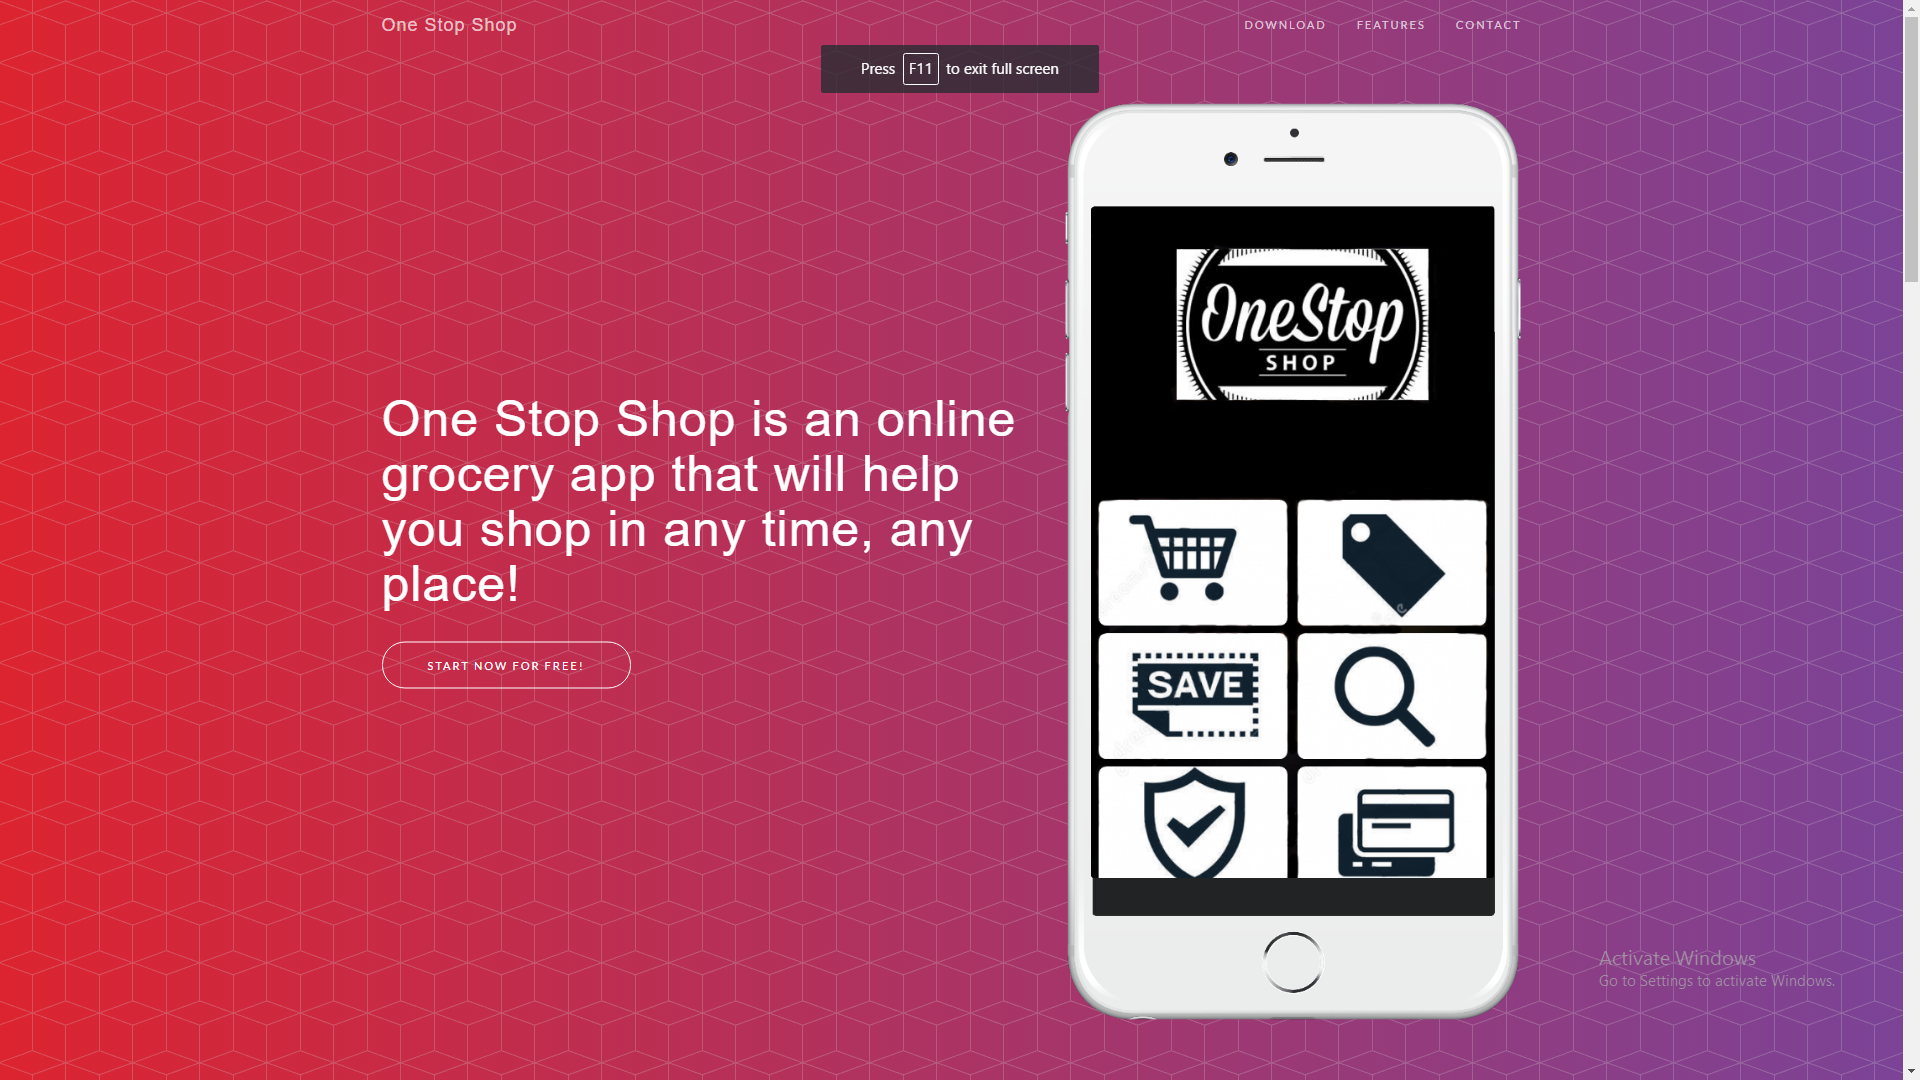 One Stop Shop
DOWNLOAD FEATURES CONTACT
Press F11 to exit full screen
OneStop
SHOP
One Stop Shop is an online
grocery app that will help
you shop in any time, any
place!
START NOW FOR FREE!
SAVE
Activate Windows
Go to Settings to activate Windows.